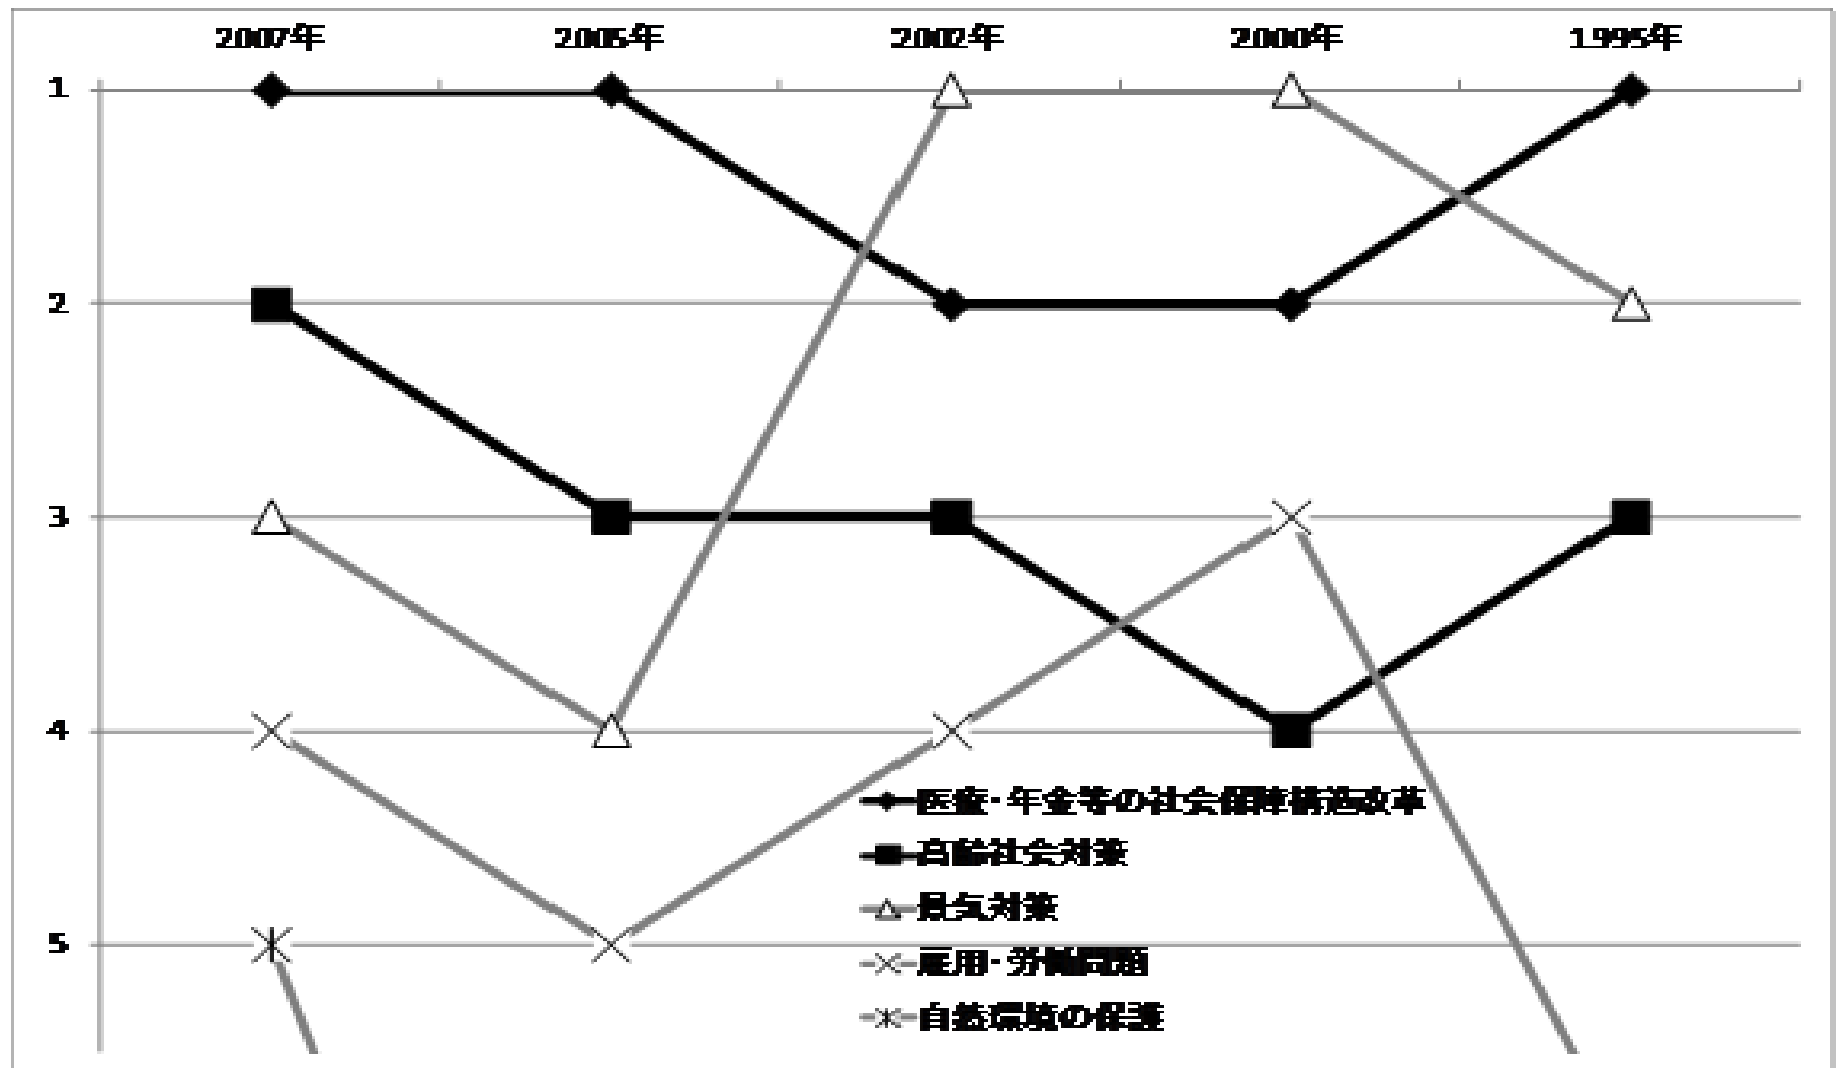 2007年 2005年 2002年 2000年 1995年
1
2
3
4
5
医療・年金等の社会保障構造改革
高齢社会対策
景気対策
雇用・労働問題
自然環境の保護